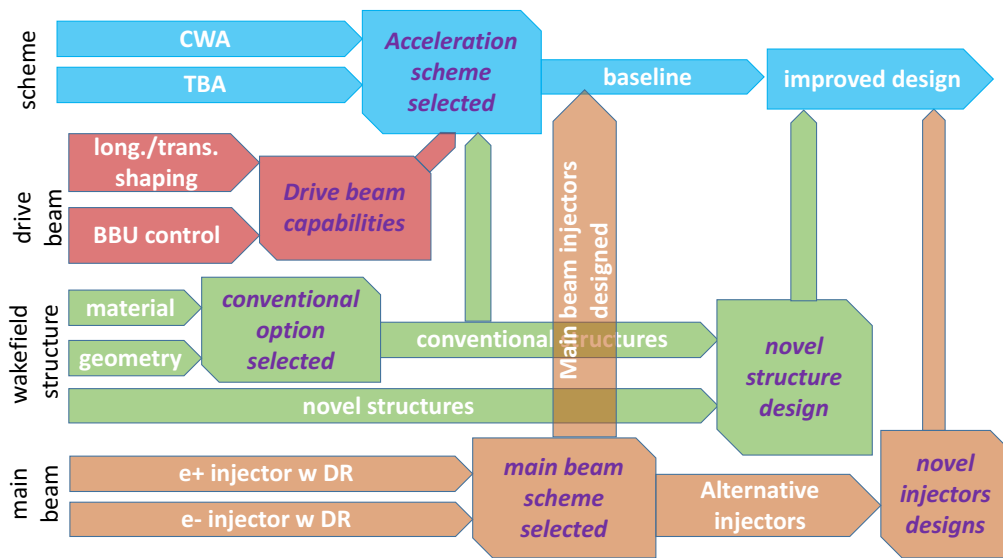 scheme
CWA
TBA
Acceleration
scheme
selected
baseline
improved design
drive
beam
long./trans.
shaping
BBU control
Drive beam
capabilities
Main beam injectors
designed
wakefield
structure
material
geometry
conventional
option
selected
conventional structures
novel structures
novel
structure
design
main
beam
e+ injector w DR
e- injector w DR
main beam
scheme
selected
Alternative
injectors
novel
injectors
designs